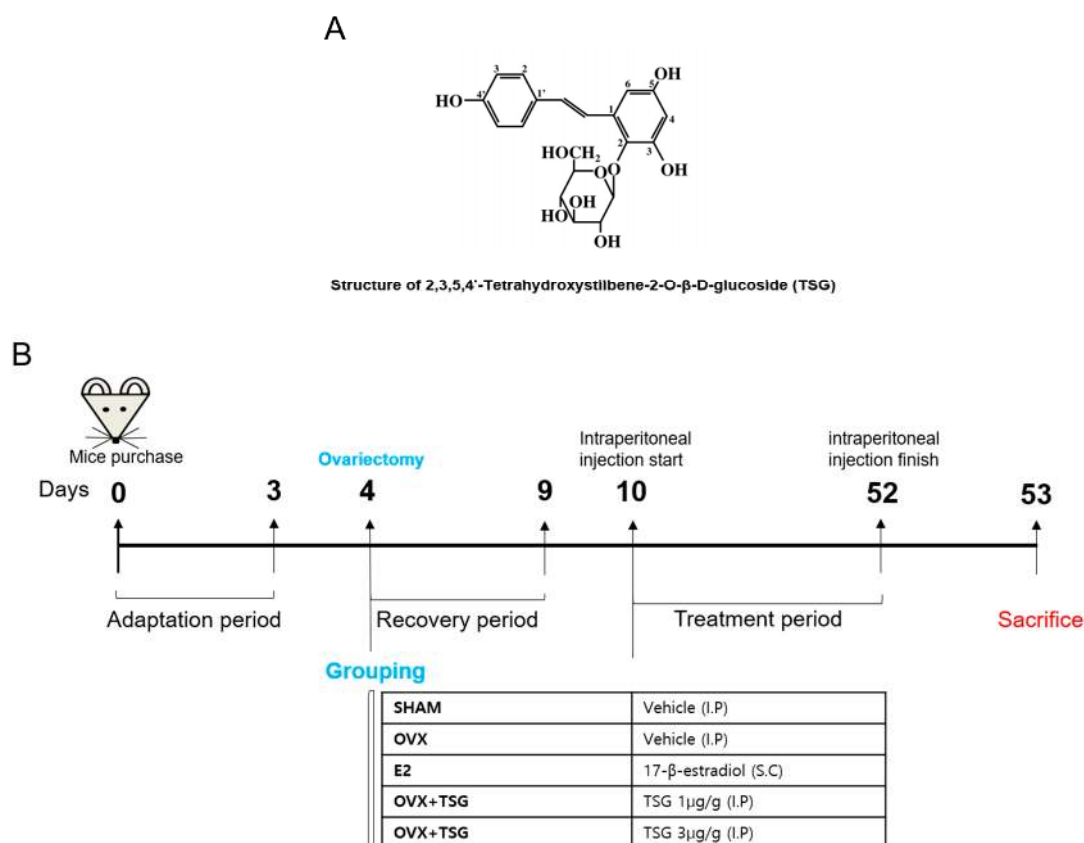 A
OH
3
2
6
5
HO
4'
1'
1
4
2
3
HOCH2
O
O
OH
OH
HO
OH
Structure of 2,3,5,4'-Tetrahydroxystilbene-2-O-β-D-glucoside (TSG)
B
Mice purchase
Ovariectomy
Intraperitoneal
injection start
intraperitoneal
injection finish
Days 0 3 4 9 10 52 53
Adaptation period
Recovery period
Treatment period
Sacrifice
Grouping
SHAM Vehicle (I.P)
OVX Vehicle (I.P)
E2 17-β-estradiol (S.C)
OVX+TSG TSG 1μg/g (I.P)
OVX+TSG TSG 3μg/g (I.P)